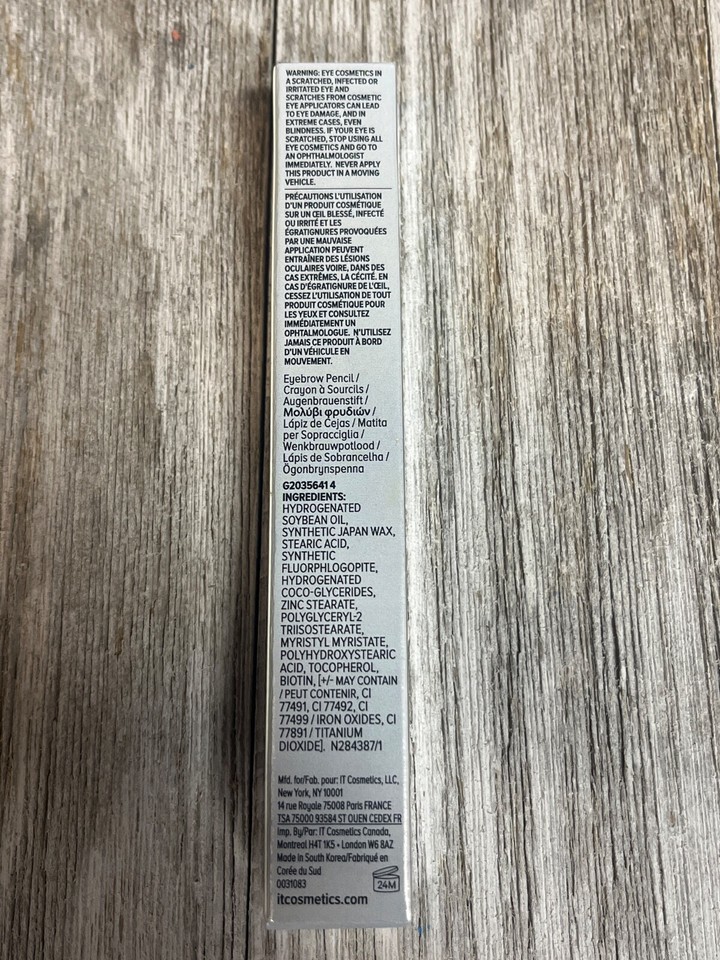 WARNING: EYE COSMETICS IN
A SCRATCHED, INFECTED OR
IRRITATED EYE AND
SCRATCHES FROM COSMETIC
EYE APPLICATORS CAN LEAD
TO EYE DAMAGE, AND IN
EXTREME CASES, EVEN
BLINDNESS. IF YOUR EYE IS
SCRATCHED, STOP USING ALL
EYE COSMETICS AND GO TO
AN OPHTHALMOLOGIST
IMMEDIATELY. NEVER APPLY
THIS PRODUCT IN A MOVING
VEHICLE.
PRÉCAUTIONS L'UTILISATION
D'UN PRODUIT COSMÉTIQUE
SUR UN ŒIL BLESSÉ, INFECTÉ
OU IRRITÉ ET LES
ÉGRATIGNURES PROVOQUÉES
PAR UNE MAUVAISE
APPLICATION PEUVENT
ENTRAÎNER DES LÉSIONS
OCULAIRES VOIRE, DANS DES
CAS EXTRÊMES, LA CÉCITÉ. EN
CAS D'ÉGRATIGNURE DE L'ŒIL,
CESSEZ L'UTILISATION DE TOUT
PRODUIT COSMÉTIQUE POUR
LES YEUX ET CONSULTEZ
IMMÉDIATEMENT UN
OPHTALMOLOGUE. N'UTILISEZ
JAMAIS CE PRODUIT À BORD
D'UN VÉHICULE EN
MOUVEMENT.
Eyebrow Pencil /
Crayon à Sourcils /
Augenbrauenstift /
Μολύβι φρυδιών /
Lápiz de Cejas / Matita
per Sopracciglia /
Wenkbrauwpotlood /
Lápis de Sobrancelha /
Ögonbrynspenna
G2035641 4
INGREDIENTS:
HYDROGENATED
SOYBEAN OIL,
SYNTHETIC JAPAN WAX,
STEARIC ACID,
SYNTHETIC
FLUORPHLOGOPITE,
HYDROGENATED
COCO-GLYCERIDES,
ZINC STEARATE,
POLYGLYCERYL-2
TRIISOSTEARATE,
MYRISTYL MYRISTATE,
POLYHYDROXYSTEARIC
ACID, TOCOPHEROL,
BIOTIN, [+/- MAY CONTAIN
/ PEUT CONTENIR, CI
77491, CI 77492, CI
77499 / IRON OXIDES, CI
77891 / TITANIUM
DIOXIDE]. N284387/1
Mfd. for/Fab. pour: IT Cosmetics, LLC,
New York, NY 10001
14 rue Royale 75008 Paris FRANCE
TSA 75000 93584 ST OUEN CEDEX FR
Imp. By/Par: IT Cosmetics Canada,
Montreal H4T 1K5 • London W6 8AZ
Made in South Korea/Fabriqué en
Corée du Sud
0031083
24M
itcosmetics.com